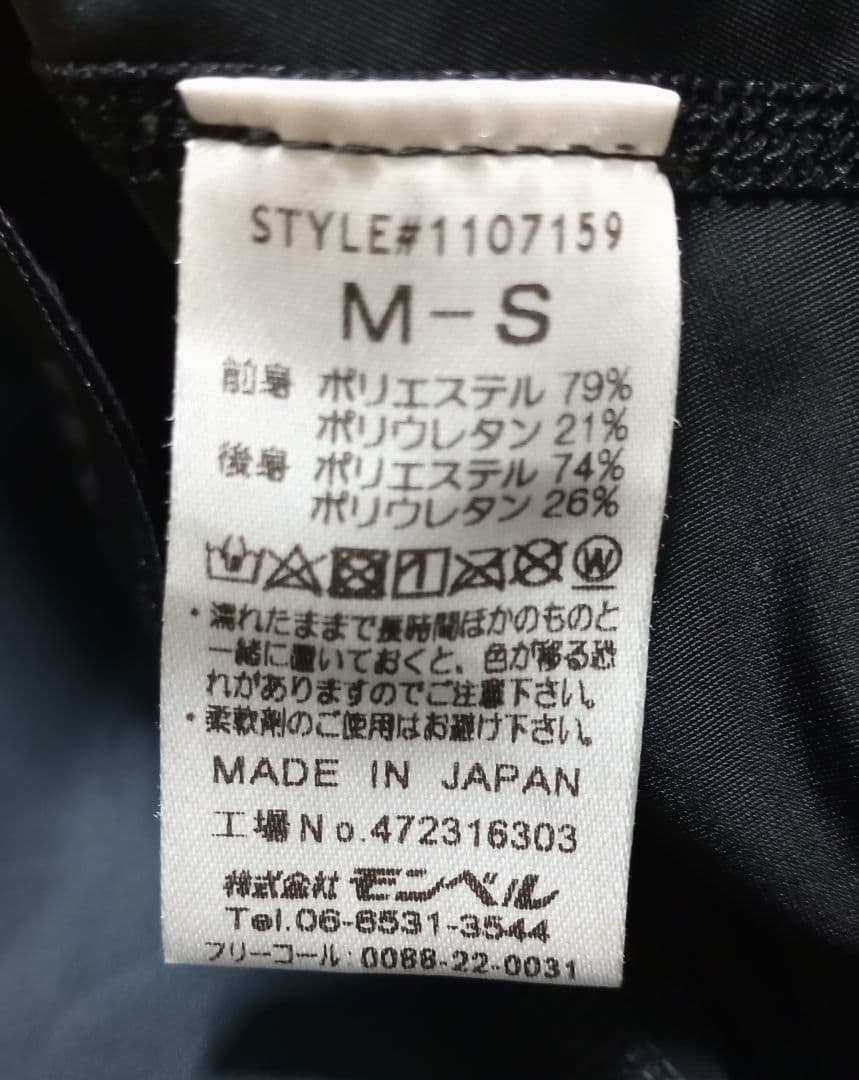 STYLE#1107159
M-S
前身 ポリエステル 79%
ポリウレタン 21%
後身 ポリエステル 74%
ポリウレタン 26%
W
・濡れたままで長時間ほかのものと
一緒に置いておくと、色が移る恐
れがありますのでご注意下さい。
・柔軟剤のご使用はお避け下さい。
MADE IN JAPAN
工場No.472316303
株式会社 モンベル
Tel.06-6531-3544
フリーコール:0088-22-0031